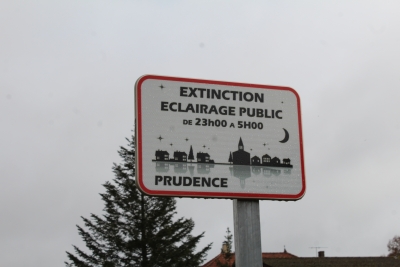 EXTINCTION
ECLAIRAGE PUBLIC
DE 23h00 A 5H00
PRUDENCE